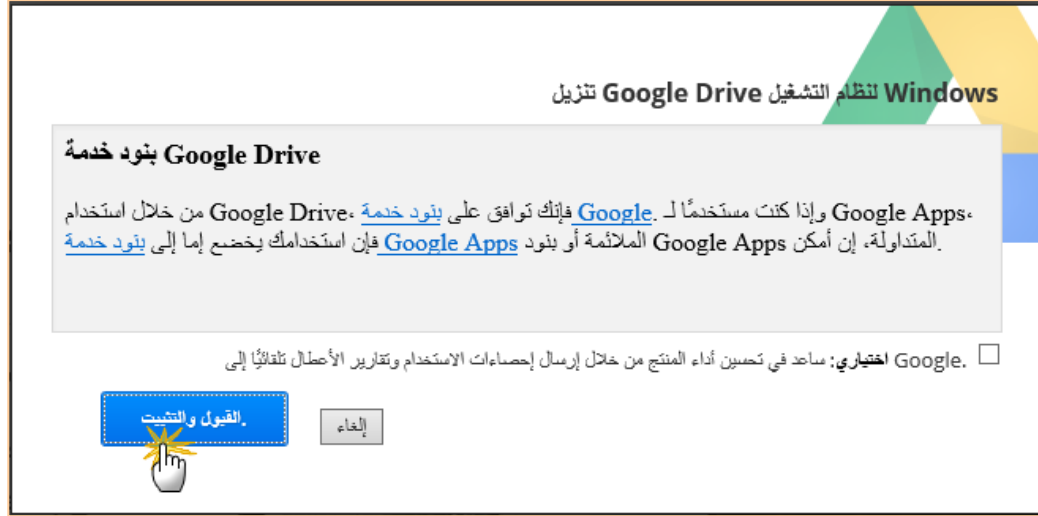 تنزيل Google Drive لنظام التشغيل Windows
بنود خدمة Google Drive
من خلال استخدام Google Drive، فإنك توافق على بنود خدمة Google. وإذا كنت مستخدمًا لـ Google Apps،
فإن استخدامك يخضع إما إلى بنود خدمة Google Apps أو بنود Google Apps الملائمة المتداولة، إن أمكن.
اختياري: ساعد في تحسين أداء المنتج من خلال إرسال إحصاءات الاستخدام وتقارير الأعطال تلقائيًا إلى Google.
إلغاء
القبول والتثبيت.